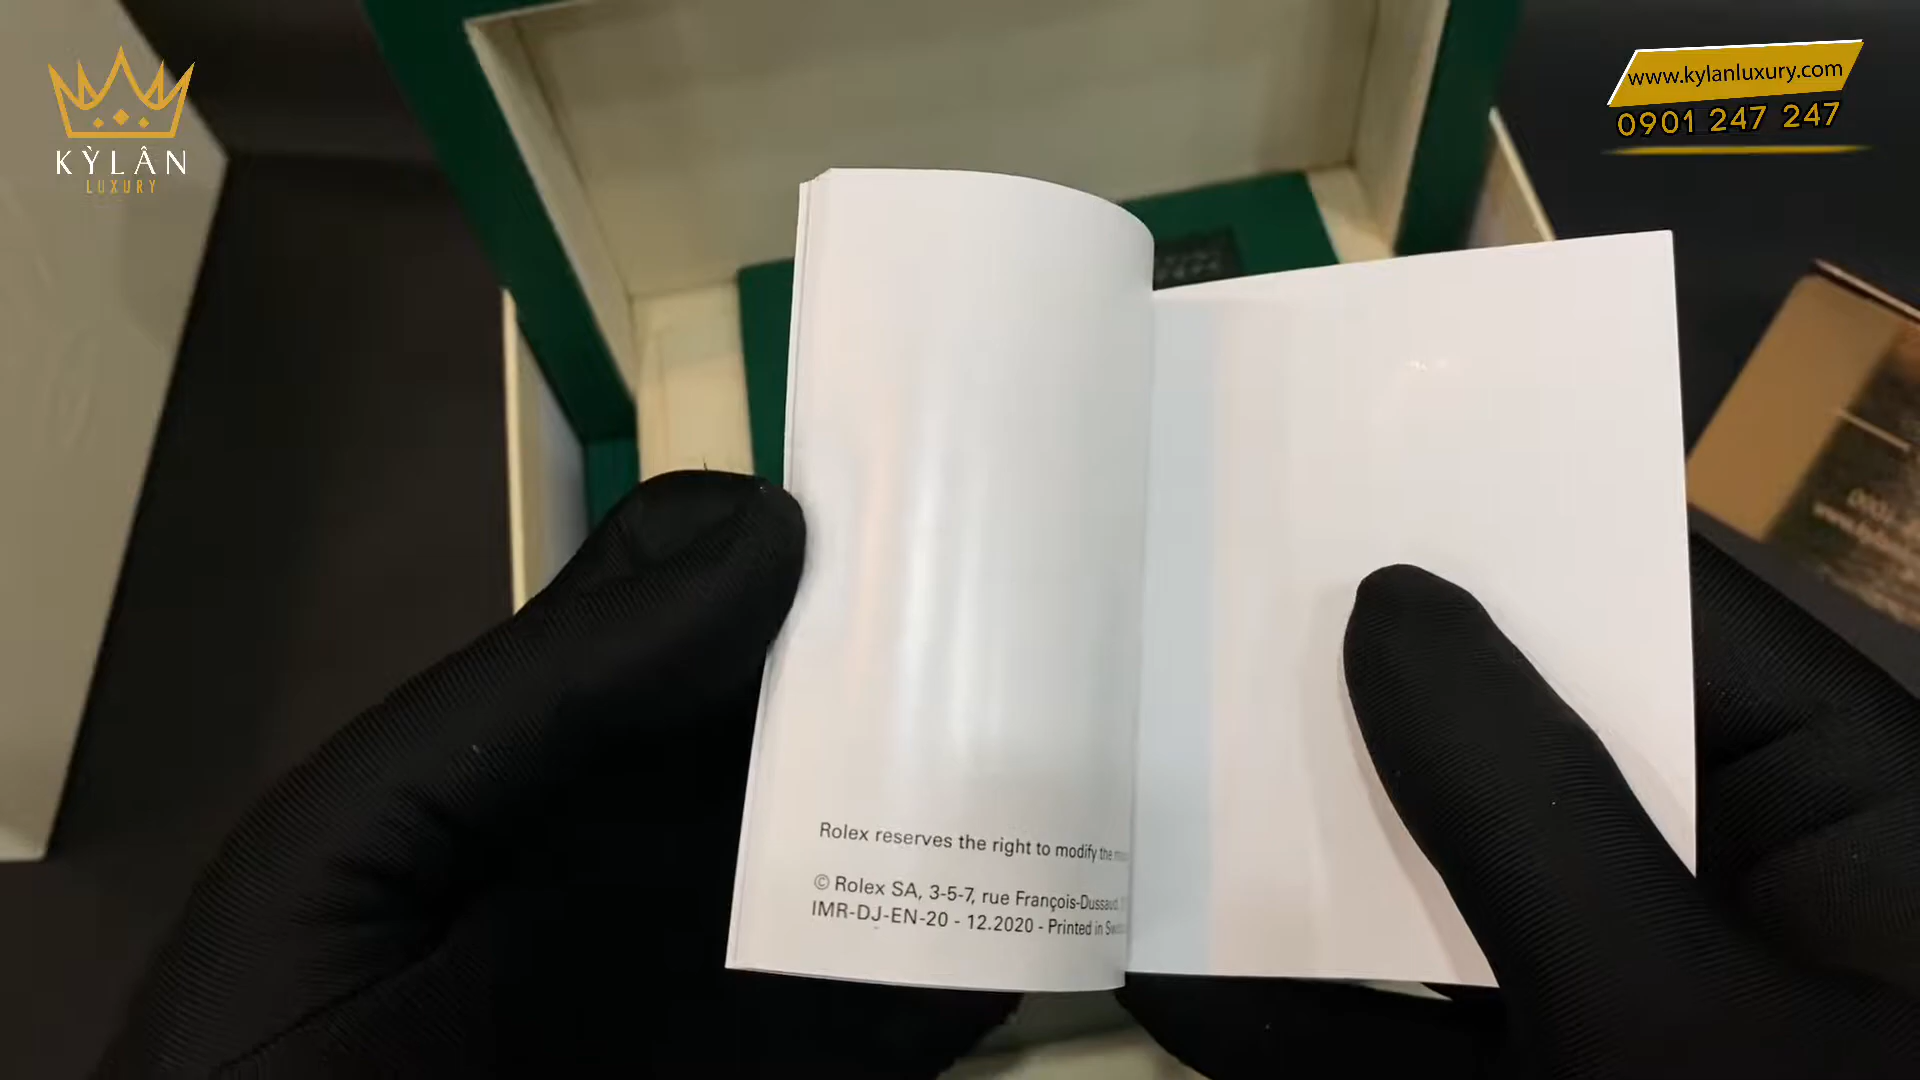 KỲLÂN
LUXURY
www.kylanluxury.com
0901 247 247
Rolex reserves the right to modify the
© Rolex SA, 3-5-7, rue François-Dussaud
IMR-DJ-EN-20 - 12.2020 - Printed in